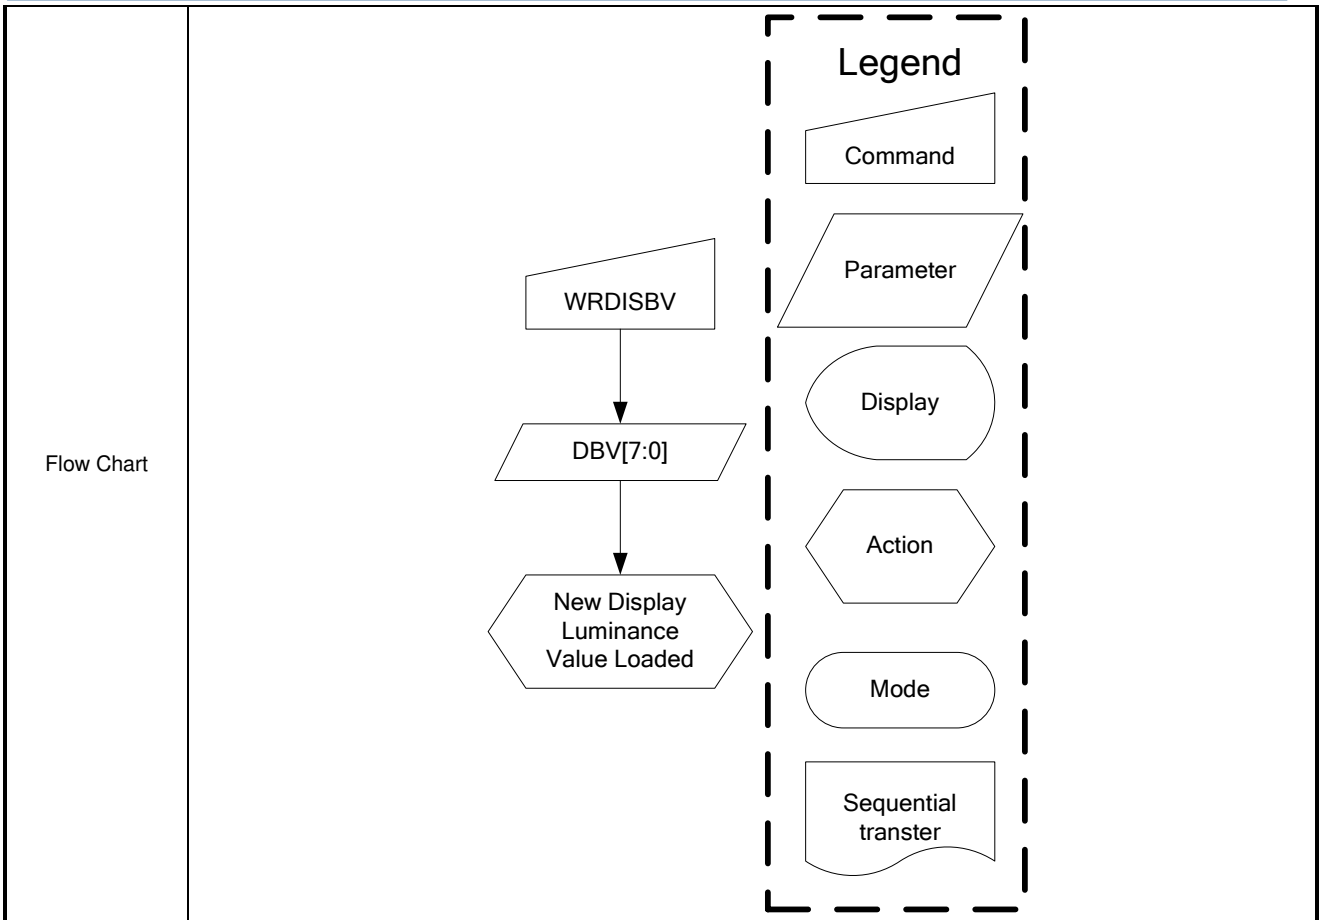 Flow Chart
WRDISBV
DBV[7:0]
New Display
Luminance
Value Loaded
Legend
Command
Parameter
Display
Action
Mode
Sequential
transter